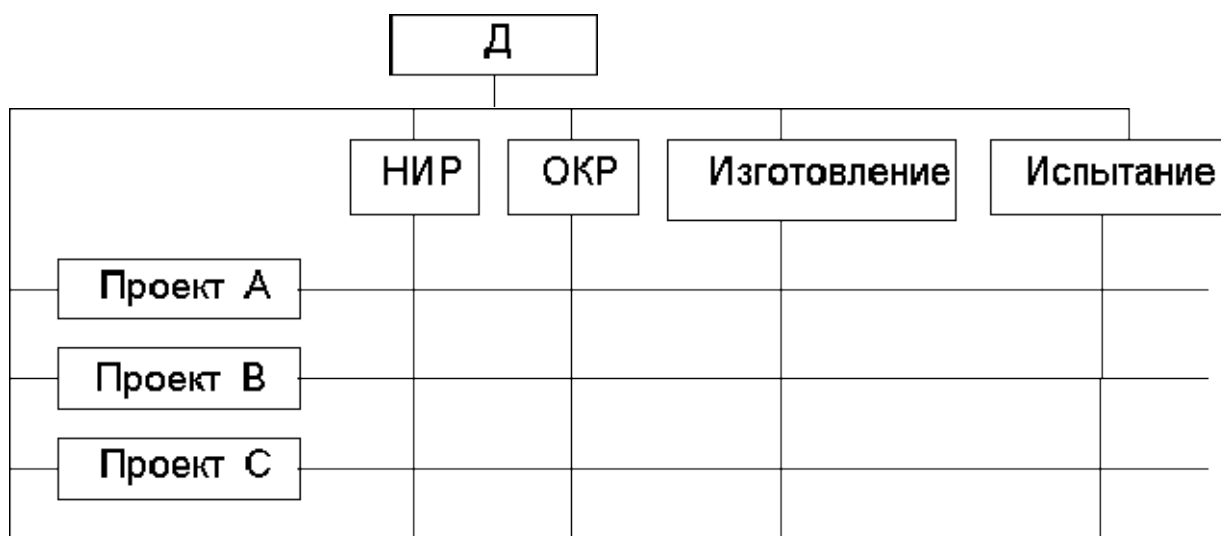 Д
НИР ОКР Изготовление Испытание
Проект А
Проект В
Проект С